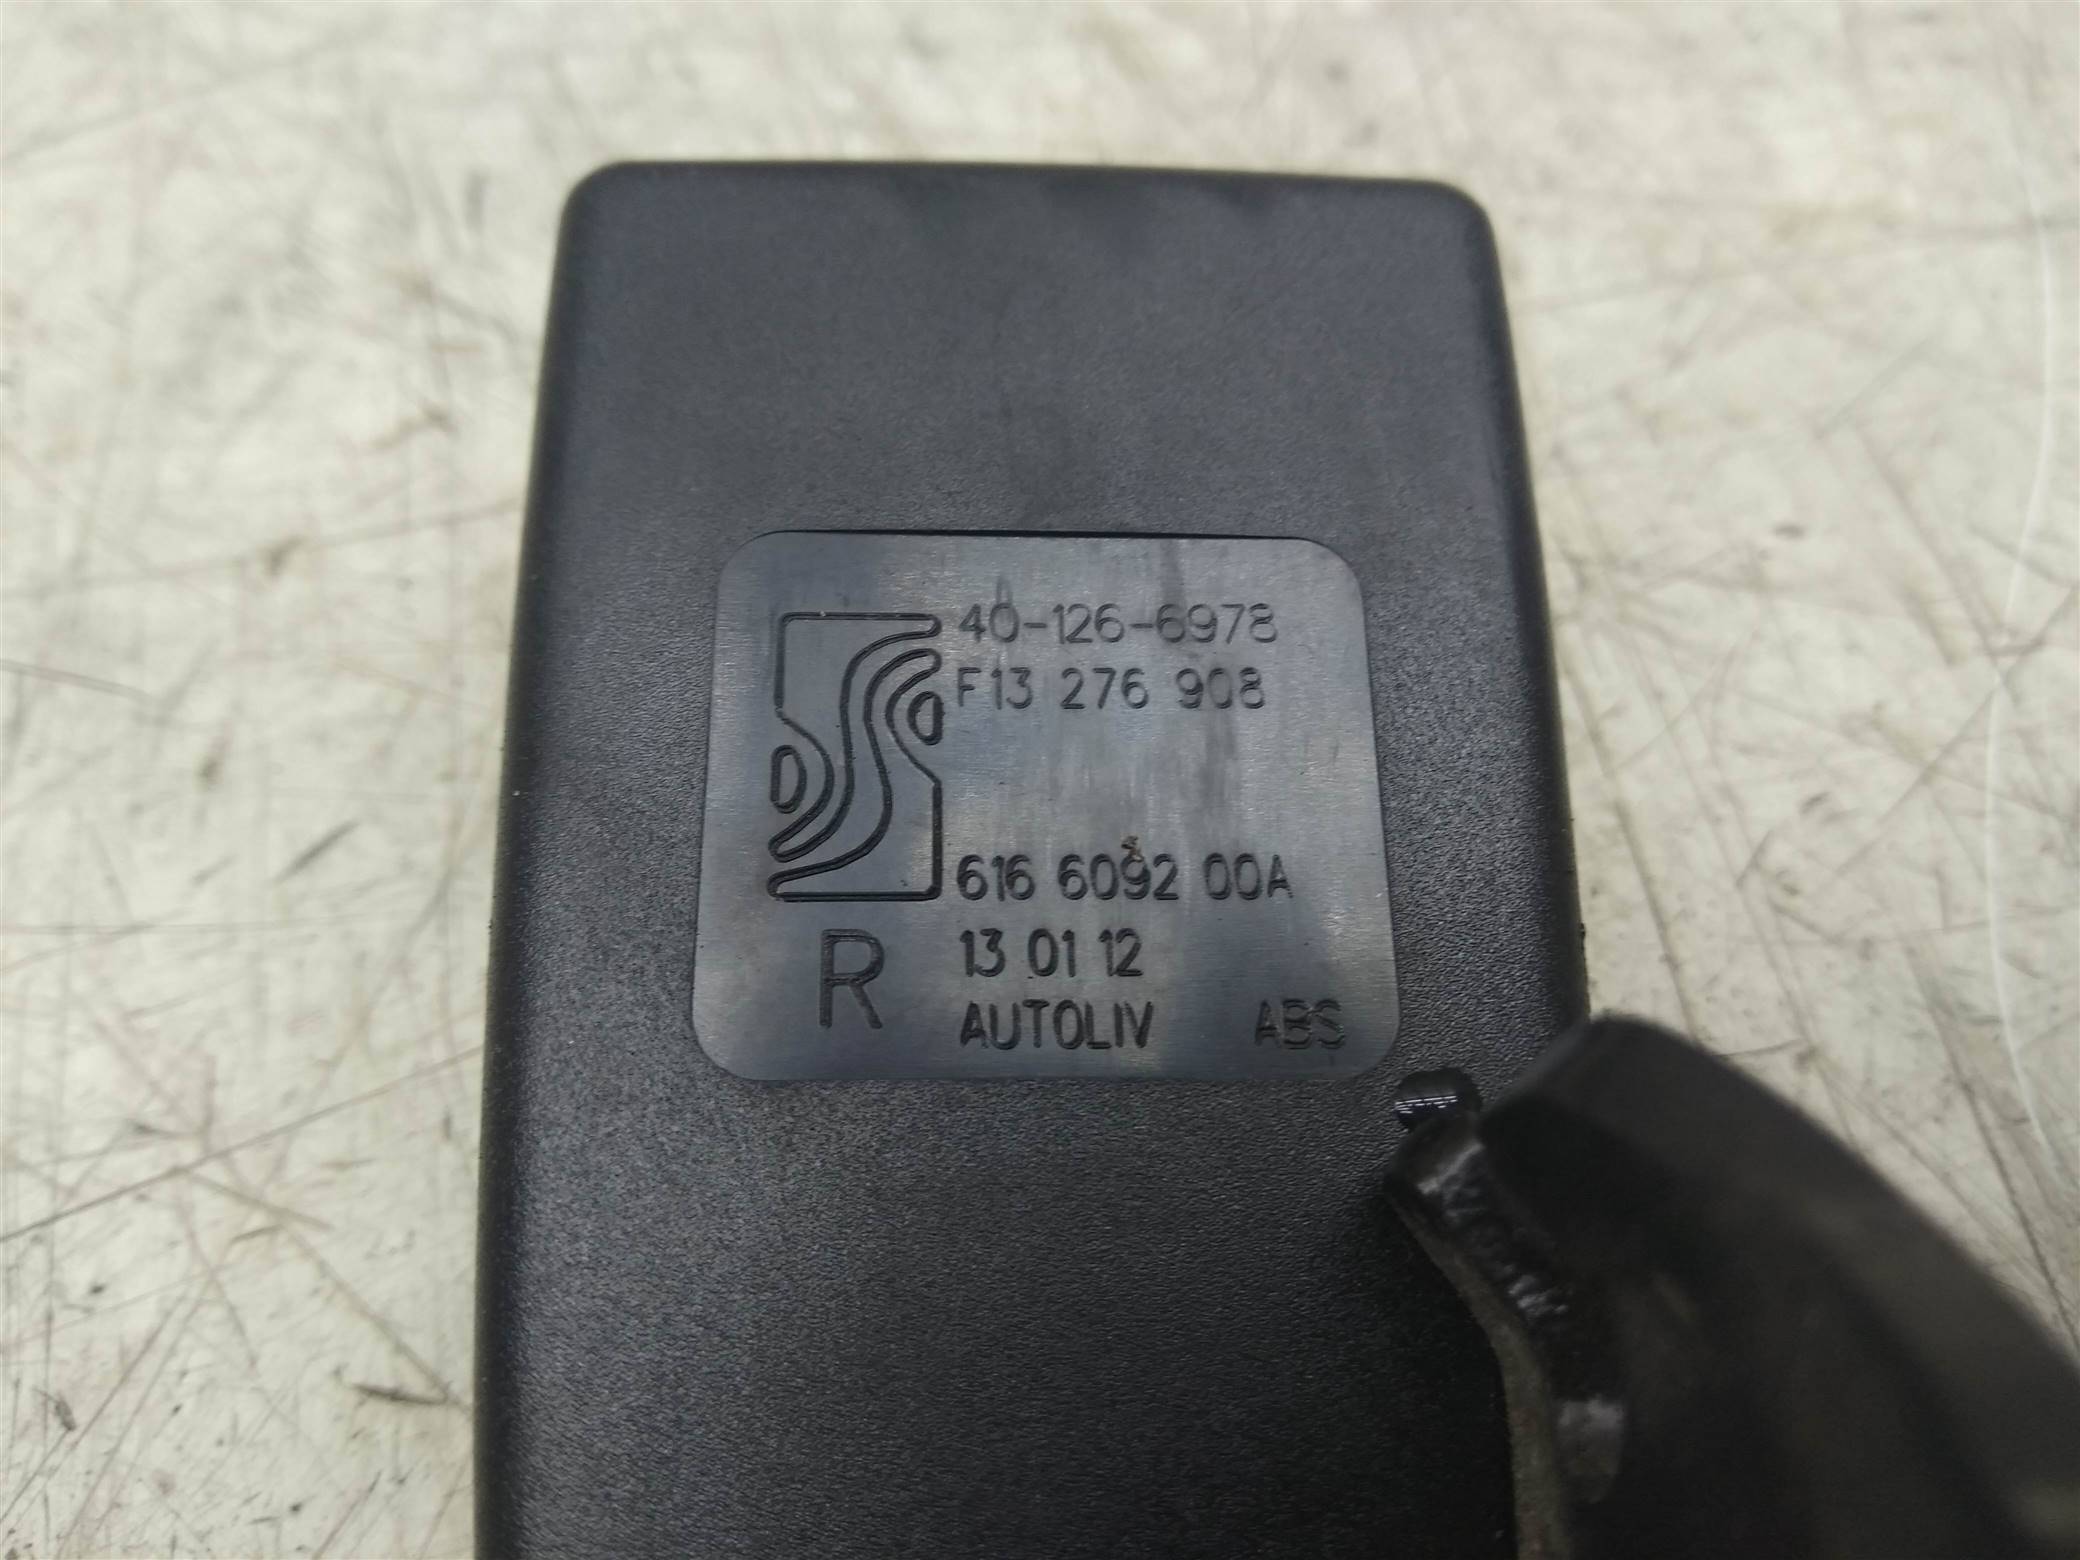 40-126-6978
F13 276 908
616 6092 00A
R 13 01 12
AUTOLIV ABS